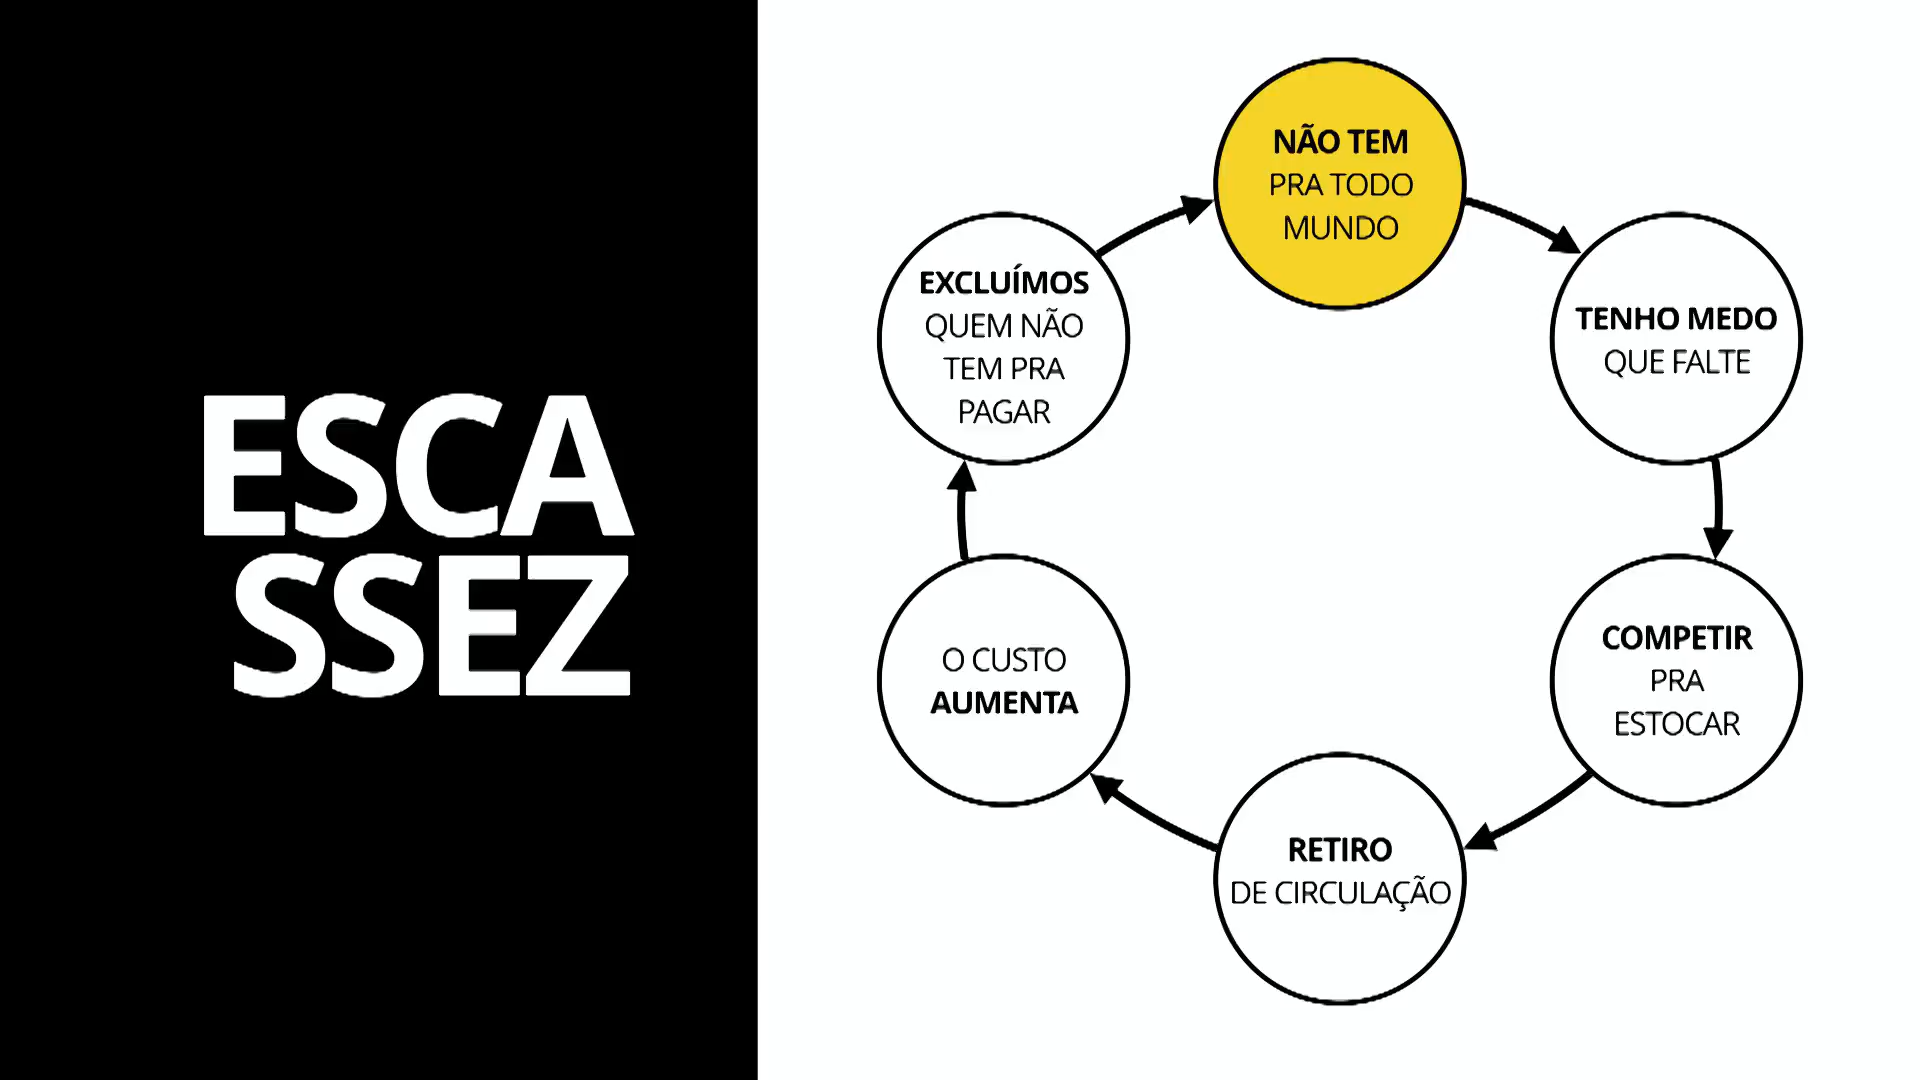 ESCA
SSEZ
NÃO TEM
PRA TODO
MUNDO
TENHO MEDO
QUE FALTE
COMPETIR
PRA
ESTOCAR
RETIRO
DE CIRCULAÇÃO
O CUSTO
AUMENTA
EXCLUÍMOS
QUEM NÃO
TEM PRA
PAGAR